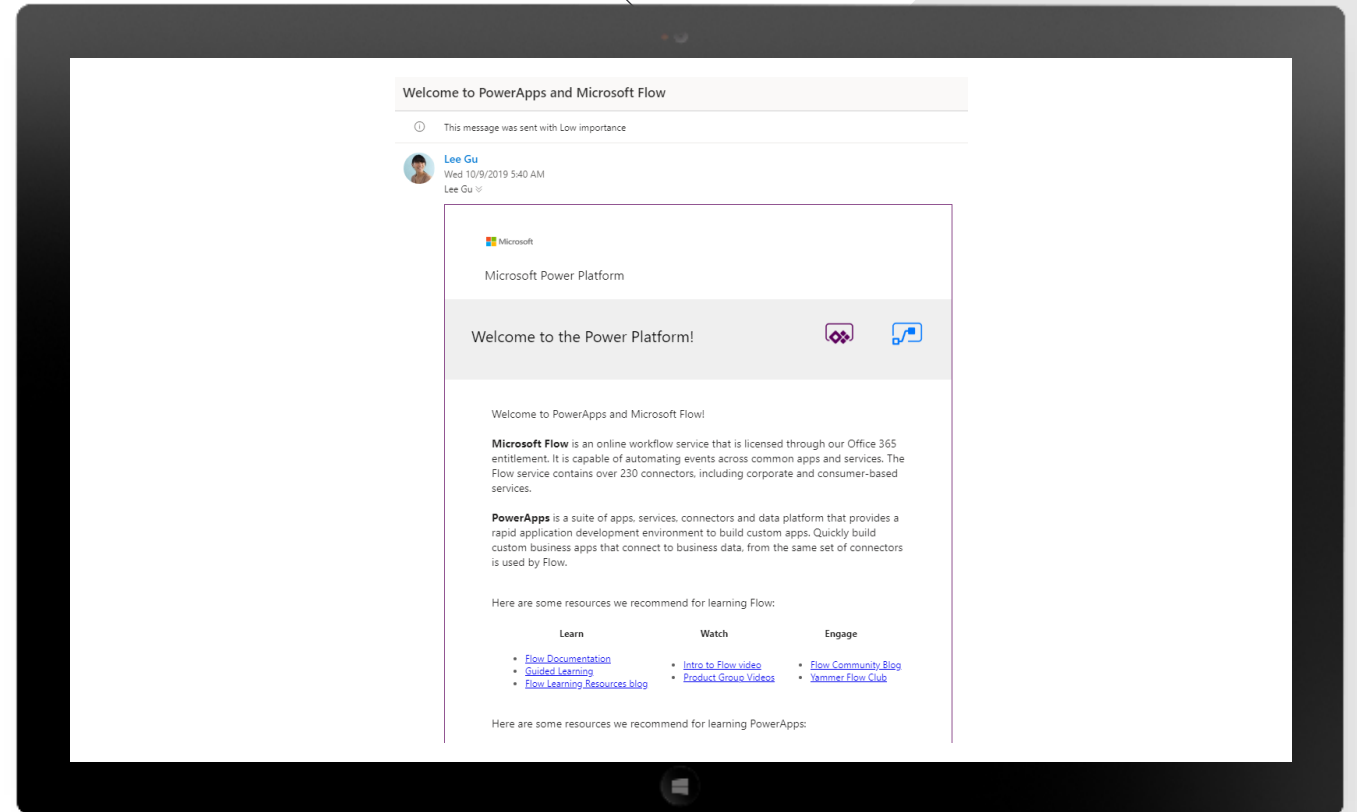 Welcome to PowerApps and Microsoft Flow
This message was sent with Low importance
Lee Gu
Wed 10/9/2019 5:40 AM
Lee Gu
Microsoft
Microsoft Power Platform
Welcome to the Power Platform!
Welcome to PowerApps and Microsoft Flow!
Microsoft Flow is an online workflow service that is licensed through our Office 365
entitlement. It is capable of automating events across common apps and services. The
Flow service contains over 230 connectors, including corporate and consumer-based
services.
PowerApps is a suite of apps, services, connectors and data platform that provides a
rapid application development environment to build custom apps. Quickly build
custom business apps that connect to business data, from the same set of connectors
is used by Flow.
Here are some resources we recommend for learning Flow:
Learn Watch Engage
Flow Documentation
Guided Learning
Flow Learning Resources blog
Intro to Flow video
Product Group Videos
Flow Community Blog
Yammer Flow Club
Here are some resources we recommend for learning PowerApps: